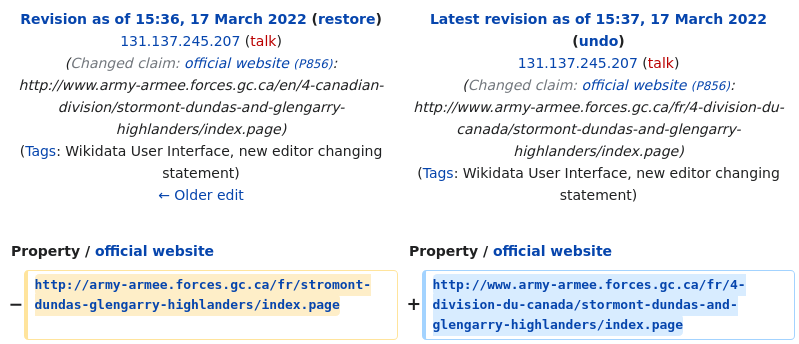 Revision as of 15:36, 17 March 2022 (restore)
131.137.245.207 (talk)
(Changed claim: official website (P856):
http://www.army-armee.forces.gc.ca/en/4-canadian-
division/stormont-dundas-and-glengarry-
highlanders/index.page)
(Tags: Wikidata User Interface, new editor changing
statement)
← Older edit
Latest revision as of 15:37, 17 March 2022
(undo)
131.137.245.207 (talk)
(Changed claim: official website (P856):
http://www.army-armee.forces.gc.ca/fr/4-division-du-
canada/stormont-dundas-and-glengarry-
highlanders/index.page)
(Tags: Wikidata User Interface, new editor changing
statement)
Property / official website
− http://army-armee.forces.gc.ca/fr/stromont-
dundas-glengarry-highlanders/index.page
Property / official website
+ http://www.army-armee.forces.gc.ca/fr/4-
division-du-canada/stormont-dundas-and-
glengarry-highlanders/index.page